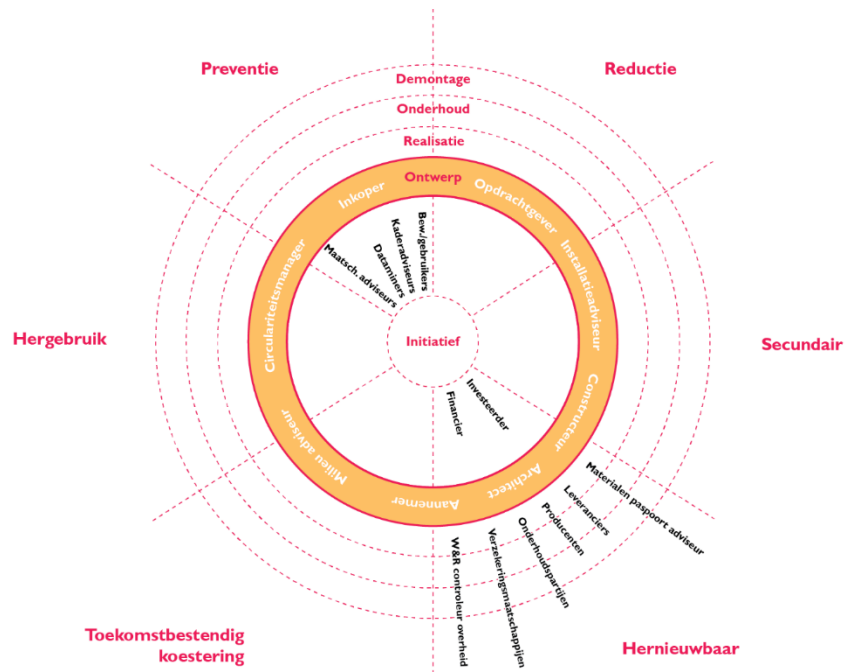 Preventie
Reductie
Demontage
Onderhoud
Realisatie
Ontwerp
Inkoper
Opdrachtgever
Installatieadviseur
Constructeur
Architect
Aannemer
Milieu adviseur
Circulariteitsmanager
Bew./gebruikers
Kaderadviseurs
Dataminers
Maatsch. adviseurs
Initiatief
Investeerder
Financier
Hergebruik
Secundair
Materialen paspoort adviseur
Leveranciers
Producenten
Onderhoudspartijen
Verzekeringsmaatschappijen
W&R controleur overheid
Toekomstbestendig
koestering
Hernieuwbaar